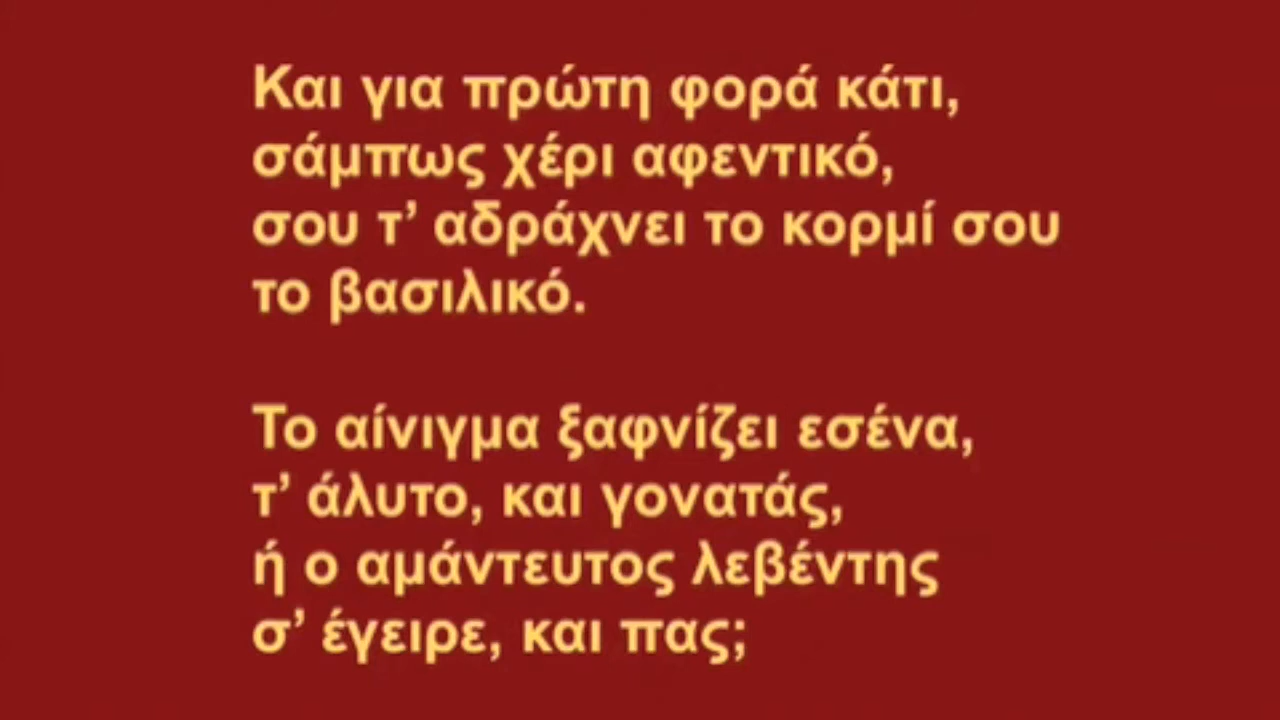 Και για πρώτη φορά κάτι,
σάμπως χέρι αφεντικό,
σου τ’ αδράχνει το κορμί σου
το βασιλικό.
Το αίνιγμα ξαφνίζει εσένα,
τ’ άλυτο, και γονατάς,
ή ο αμάντευτος λεβέντης
σ’ έγειρε, και πας;